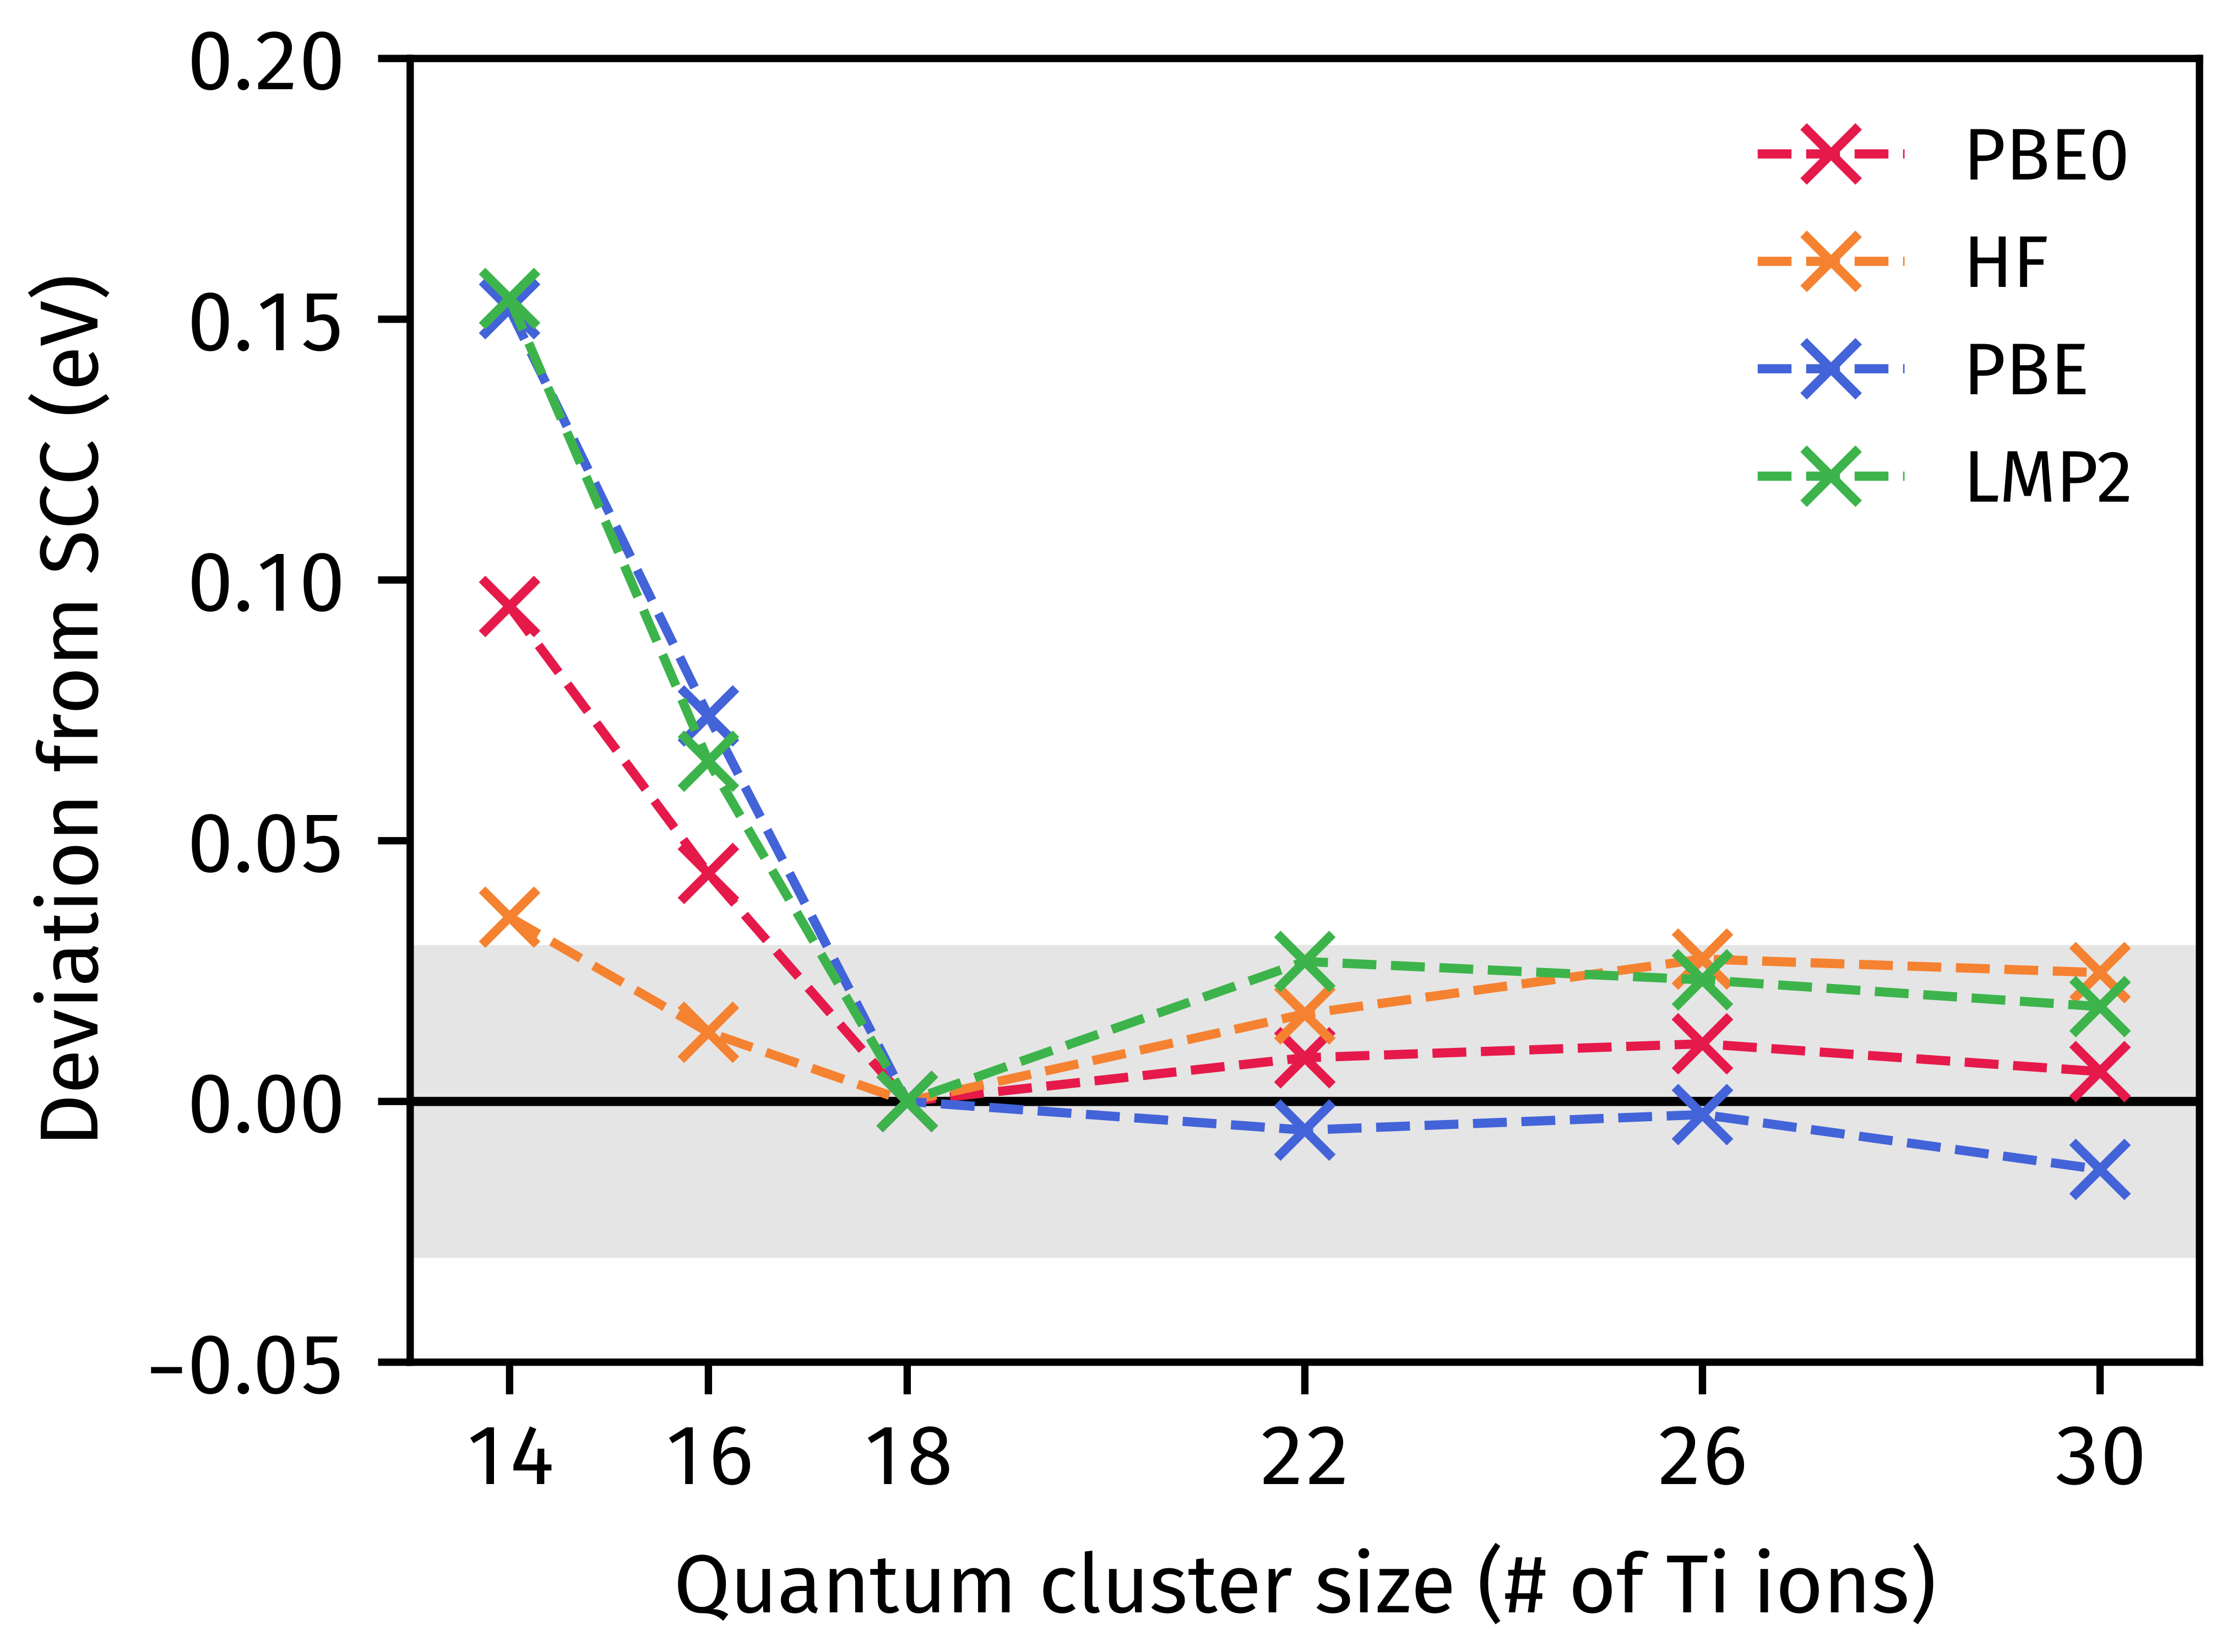 0.20
0.15
0.10
0.05
0.00
–0.05
Deviation from SCC (eV)
PBE0
HF
PBE
LMP2
14 16 18 22 26 30
Quantum cluster size (# of Ti ions)